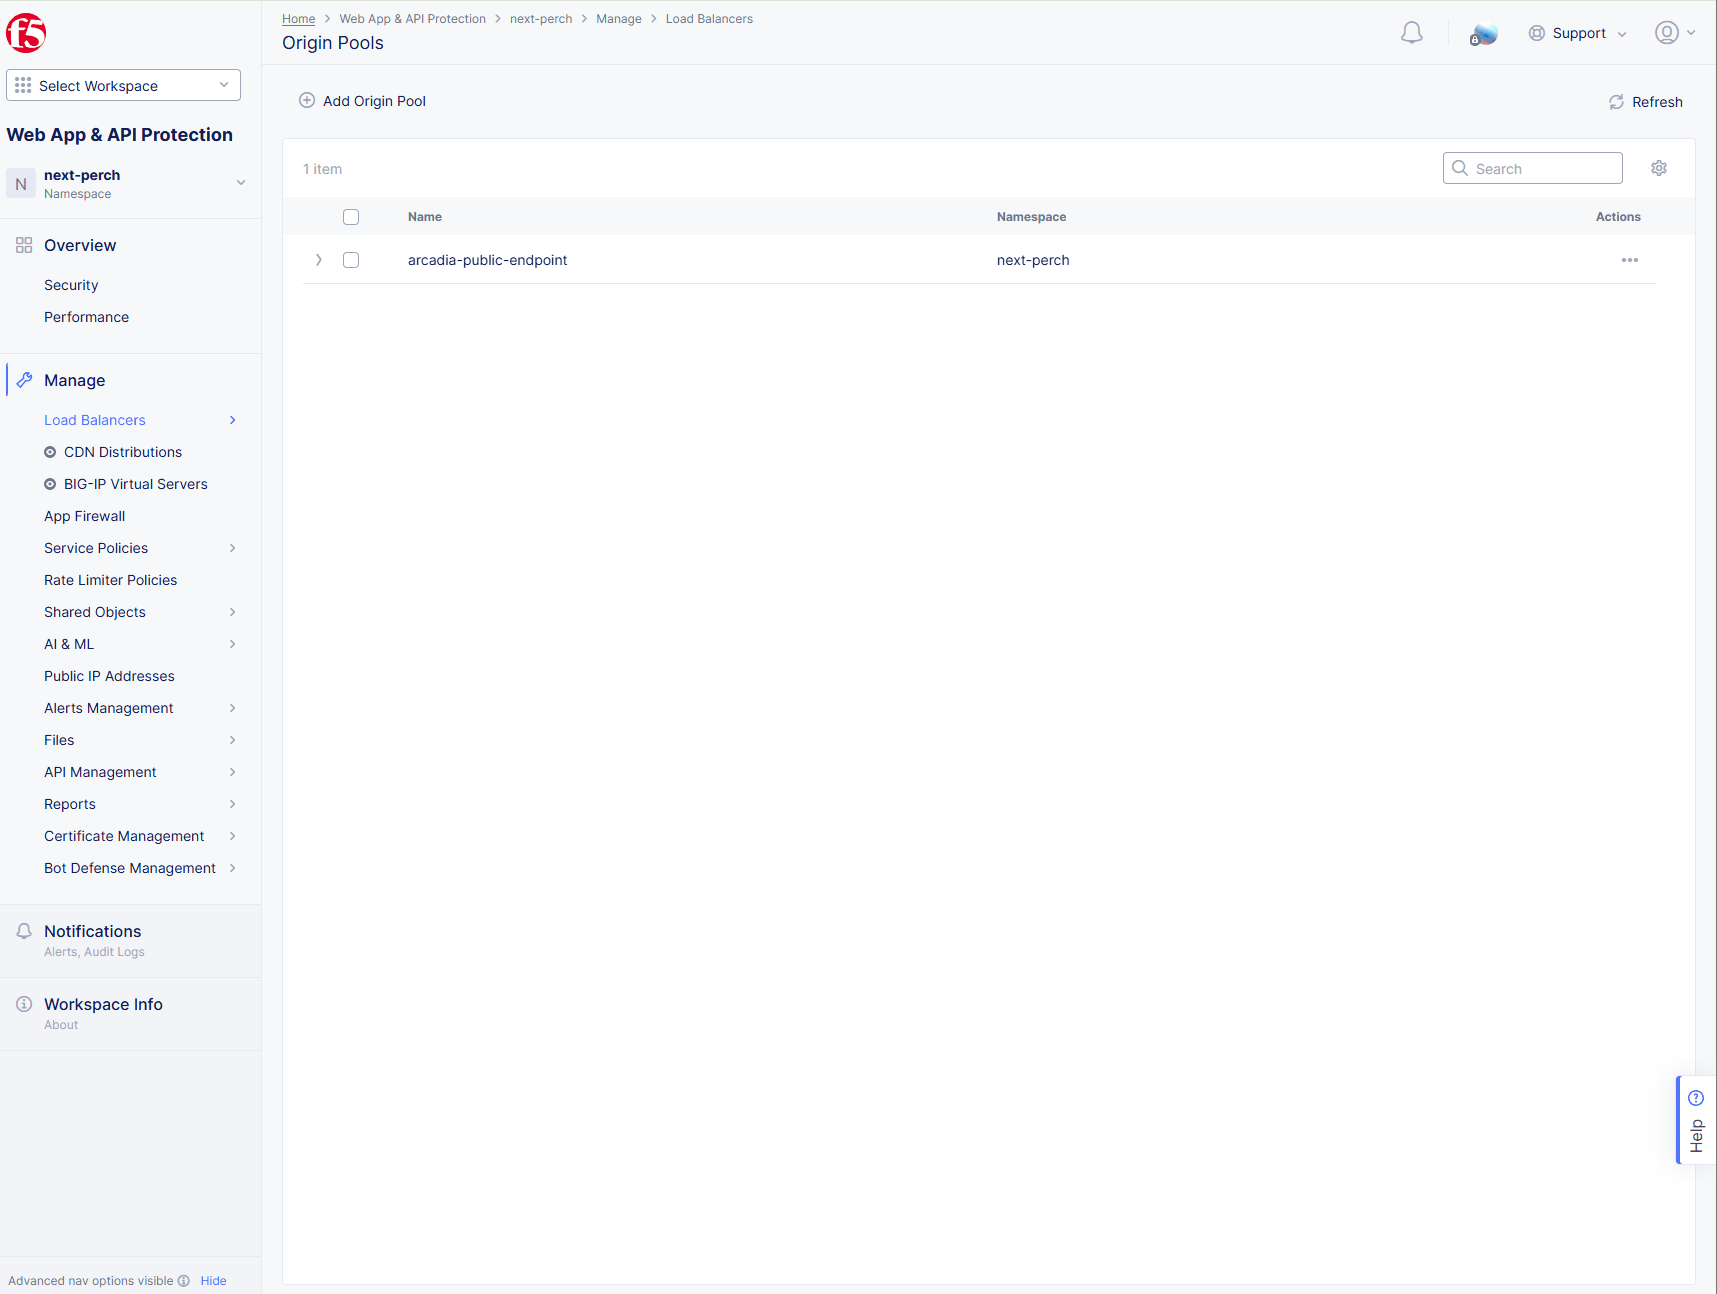 f5
Select Workspace
Web App & API Protection
N
next-perch
Namespace
Overview
Security
Performance
Manage
Load Balancers
CDN Distributions
BIG-IP Virtual Servers
App Firewall
Service Policies
Rate Limiter Policies
Shared Objects
AI & ML
Public IP Addresses
Alerts Management
Files
API Management
Reports
Certificate Management
Bot Defense Management
Notifications
Alerts, Audit Logs
Workspace Info
About
Advanced nav options visible Hide
Home > Web App & API Protection > next-perch > Manage > Load Balancers
Origin Pools
Support
Add Origin Pool
Refresh
1 item
Search
Name Namespace Actions
arcadia-public-endpoint next-perch
Help